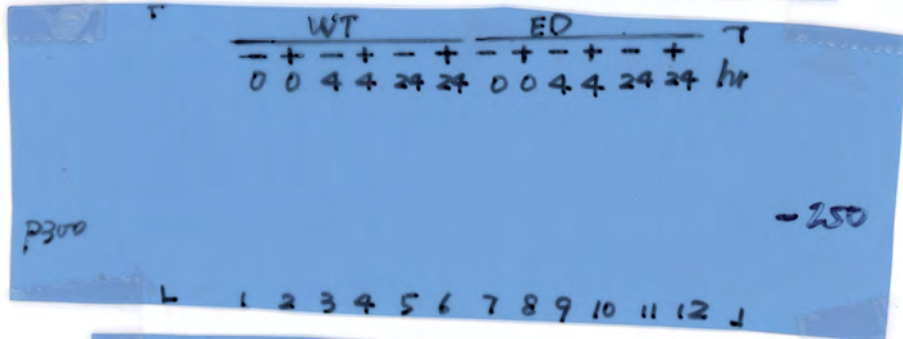 WT ED
- + - + - + - + - + - +
0 0 4 4 24 24 0 0 4 4 24 24 hr
p300 - 250
1 2 3 4 5 6 7 8 9 10 11 12